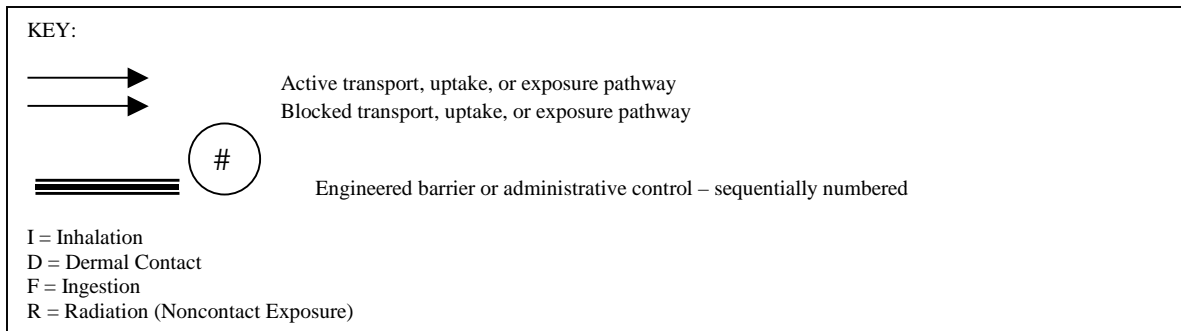 KEY:
Active transport, uptake, or exposure pathway
Blocked transport, uptake, or exposure pathway
#
Engineered barrier or administrative control – sequentially numbered
I = Inhalation
D = Dermal Contact
F = Ingestion
R = Radiation (Noncontact Exposure)